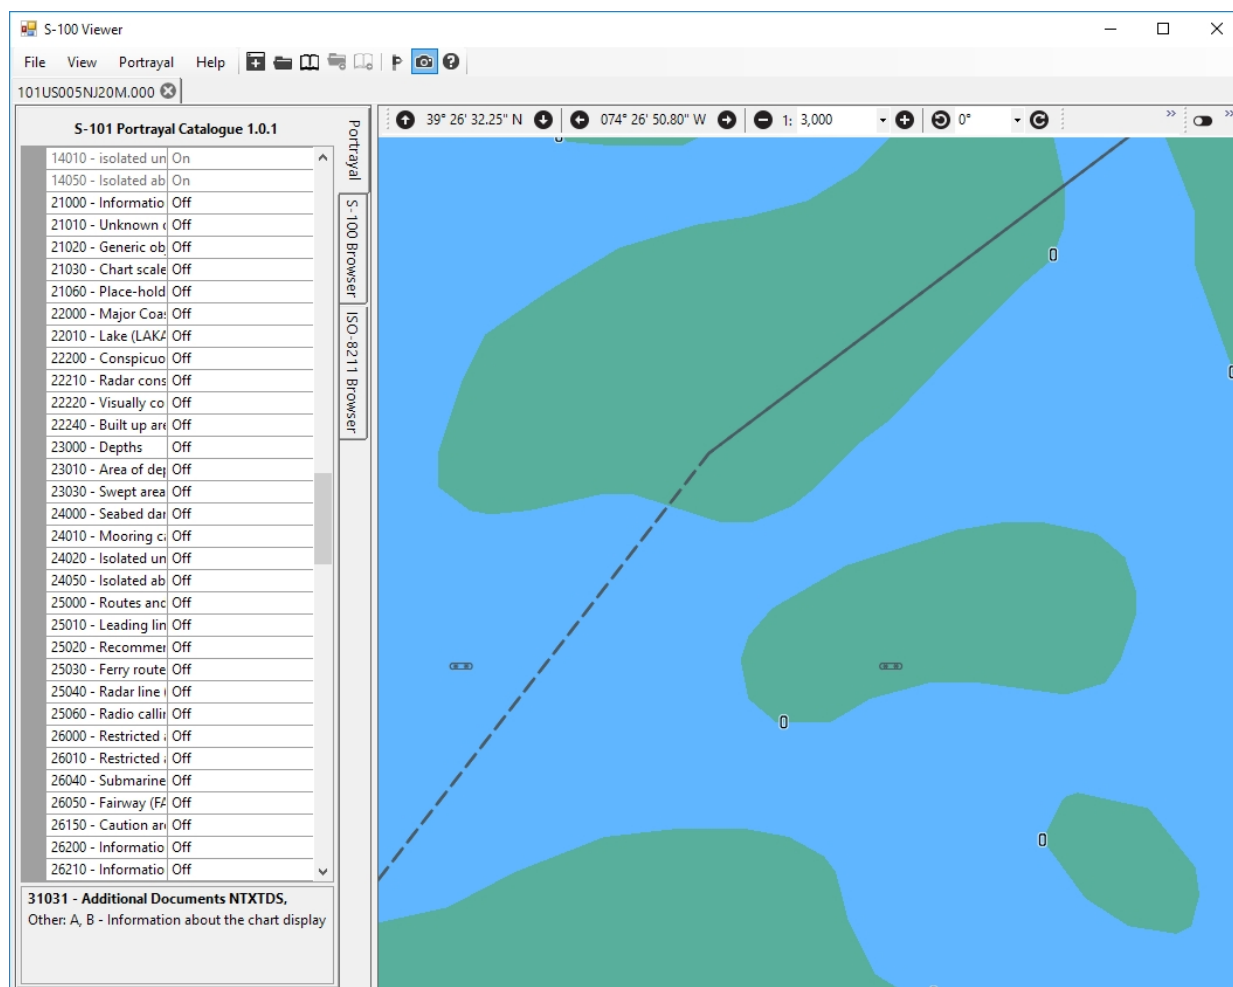 S-100 Viewer
File View Portrayal Help
101US005NJ20M.000
S-101 Portrayal Catalogue 1.0.1
39° 26' 32.25" N 074° 26' 50.80" W 1: 3,000 0°
14010 - isolated un On
14050 - Isolated ab On
21000 - Informatio Off
21010 - Unknown Off
21020 - Generic ob Off
21030 - Chart scale Off
21060 - Place-hold Off
22000 - Major Coa Off
22010 - Lake (LAKA Off
22200 - Conspicuo Off
22210 - Radar cons Off
22220 - Visually co Off
22240 - Built up are Off
23000 - Depths Off
23010 - Area of de Off
23030 - Swept area Off
24000 - Seabed dan Off
24010 - Mooring c Off
24020 - Isolated un Off
24050 - Isolated ab Off
25000 - Routes and Off
25010 - Leading lin Off
25020 - Recommer Off
25030 - Ferry route Off
25040 - Radar line ( Off
25060 - Radio callin Off
26000 - Restricted Off
26010 - Restricted Off
26040 - Submarine Off
26050 - Fairway (FA Off
26150 - Caution ar Off
26200 - Informatio Off
26210 - Informatio Off
31031 - Additional Documents NTXTDS,
Other: A, B - Information about the chart display
Portrayal
S-100 Browser
ISO-8211 Browser
0
0
0
0
0